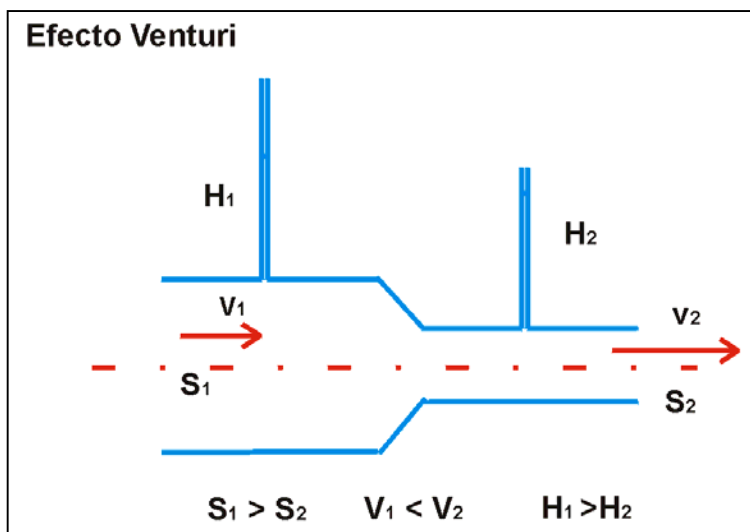 Efecto Venturi
H₁
H₂
V₁
v₂
S₁
S₂
S₁ > S₂ V₁ < V₂ H₁ >H₂